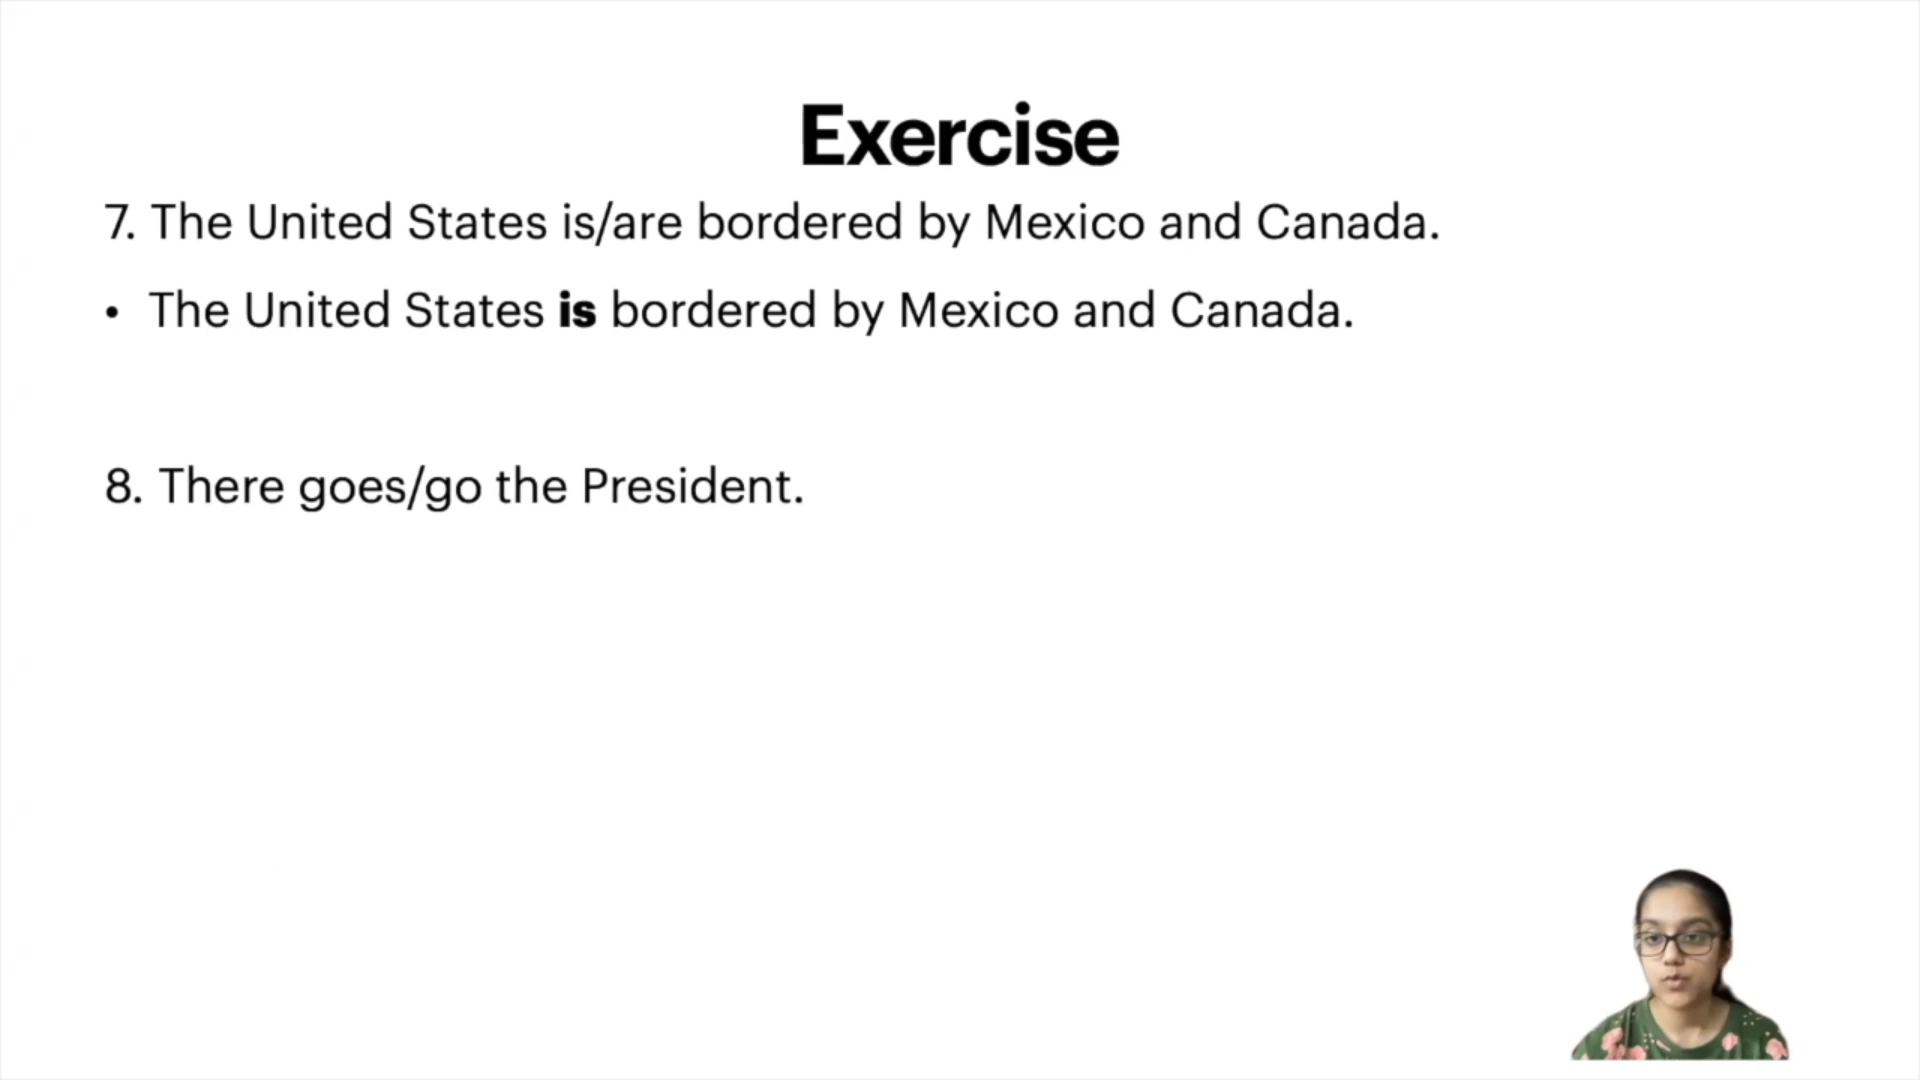 Exercise
7. The United States is/are bordered by Mexico and Canada.
• The United States is bordered by Mexico and Canada.
8. There goes/go the President.